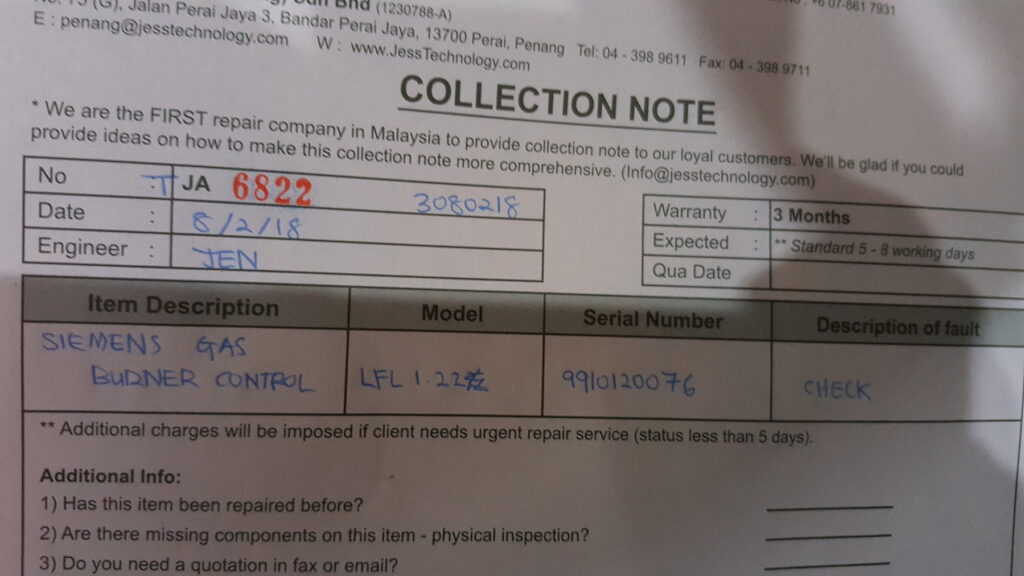 Sdn Bhd (1230788-A)
07-861 7931
(G), Jalan Perai Jaya 3, Bandar Perai Jaya, 13700 Perai, Penang Tel: 04 - 398 9611 Fax: 04 - 398 9711
E : penang@jesstechnology.com W : www.JessTechnology.com
COLLECTION NOTE
* We are the FIRST repair company in Malaysia to provide collection note to our loyal customers. We'll be glad if you could
provide ideas on how to make this collection note more comprehensive. (Info@jesstechnology.com)
No : T JA 6822 3080218
Date : 8/2/18
Engineer : JEN
Warranty : 3 Months
Expected : ** Standard 5 - 8 working days
Qua Date
Item Description Model Serial Number Description of fault
SIEMENS GAS
BUDNER CONTROL LFL 1.22 9910120076 CHECK
** Additional charges will be imposed if client needs urgent repair service (status less than 5 days).
Additional Info:
1) Has this item been repaired before?
2) Are there missing components on this item - physical inspection?
3) Do you need a quotation in fax or email?